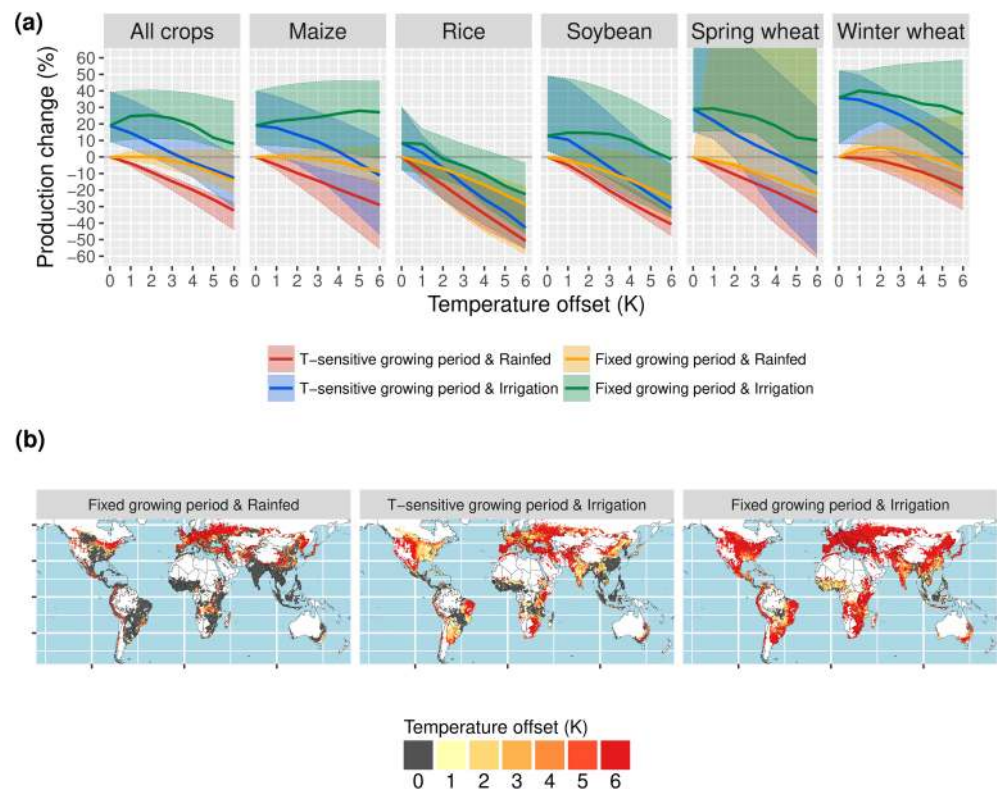 (a)
All crops Maize Rice Soybean Spring wheat Winter wheat
Production change (%)
60
50
40
30
20
10
0
−10
−20
−30
−40
−50
−60
0 1 2 3 4 5 6 0 1 2 3 4 5 6 0 1 2 3 4 5 6 0 1 2 3 4 5 6 0 1 2 3 4 5 6 0 1 2 3 4 5 6
Temperature offset (K)
T−sensitive growing period & Rainfed Fixed growing period & Rainfed
T−sensitive growing period & Irrigation Fixed growing period & Irrigation
(b)
Fixed growing period & Rainfed T−sensitive growing period & Irrigation Fixed growing period & Irrigation
Temperature offset (K)
0 1 2 3 4 5 6